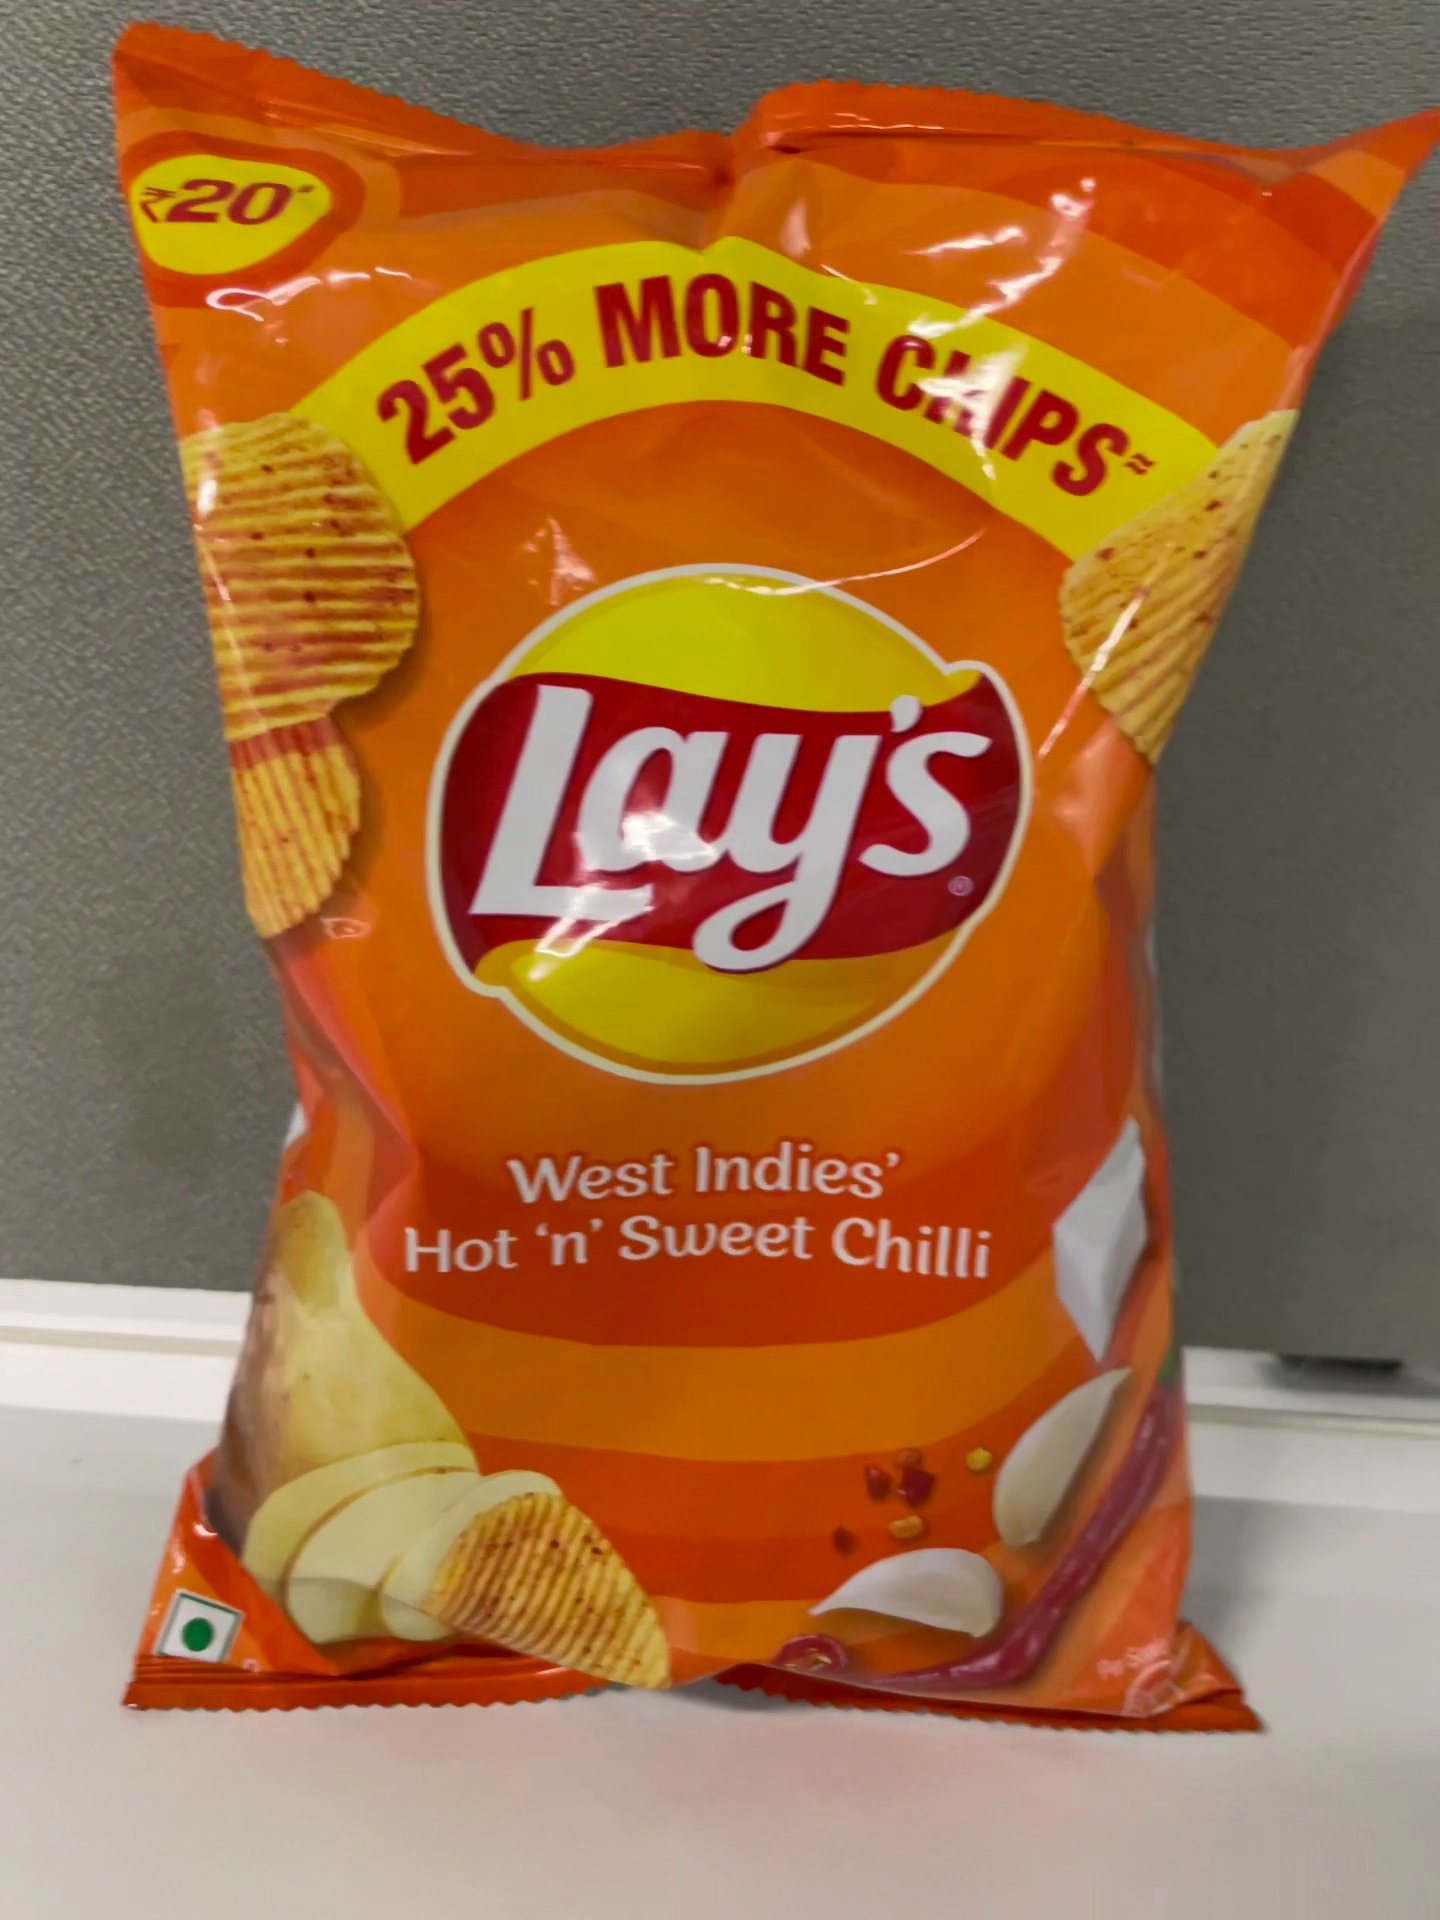 ₹20*
25% MORE CHIPS≈
Lay's®
West Indies'
Hot 'n' Sweet Chilli